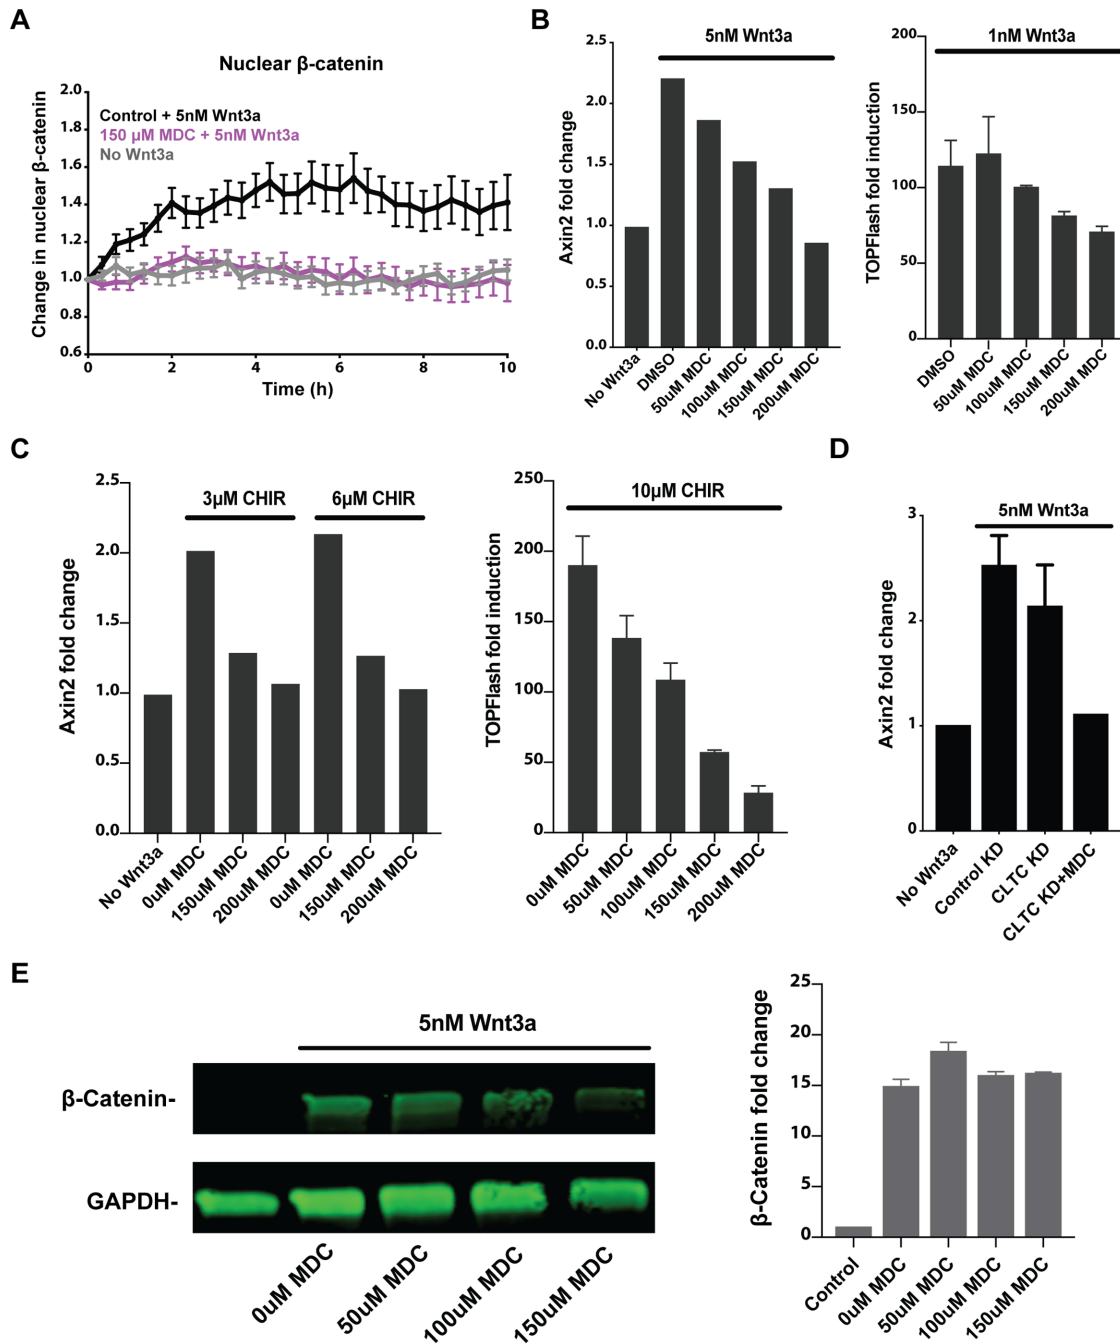 A
Nuclear β-catenin
Change in nuclear β-catenin
2.0
1.8
1.6
1.4
1.2
1.0
0.8
0.6
Control + 5nM Wnt3a
150 µM MDC + 5nM Wnt3a
No Wnt3a
0
2
4
6
8
10
Time (h)
B
5nM Wnt3a
Axin2 fold change
2.5
2.0
1.5
1.0
0.5
0.0
No Wnt3a
DMSO
50uM MDC
100uM MDC
150uM MDC
200uM MDC
1nM Wnt3a
TOPFlash fold induction
200
150
100
50
0
DMSO
50uM MDC
100uM MDC
150uM MDC
200uM MDC
C
3µM CHIR
6µM CHIR
Axin2 fold change
2.5
2.0
1.5
1.0
0.5
0.0
No Wnt3a
0uM MDC
150uM MDC
200uM MDC
0uM MDC
150uM MDC
200uM MDC
10µM CHIR
TOPFlash fold induction
250
200
150
100
50
0
0uM MDC
50uM MDC
100uM MDC
150uM MDC
200uM MDC
D
5nM Wnt3a
Axin2 fold change
3
2
1
0
No Wnt3a
Control KD
CLTC KD
CLTC KD+MDC
E
5nM Wnt3a
β-Catenin-
GAPDH-
0uM MDC
50uM MDC
100uM MDC
150uM MDC
β-Catenin fold change
25
20
15
10
5
0
Control
0uM MDC
50uM MDC
100uM MDC
150uM MDC